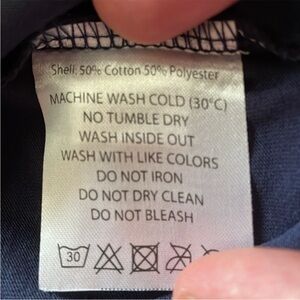 Shell: 50% Cotton 50% Polyester
MACHINE WASH COLD (30°C)
NO TUMBLE DRY
WASH INSIDE OUT
WASH WITH LIKE COLORS
DO NOT IRON
DO NOT DRY CLEAN
DO NOT BLEASH
30